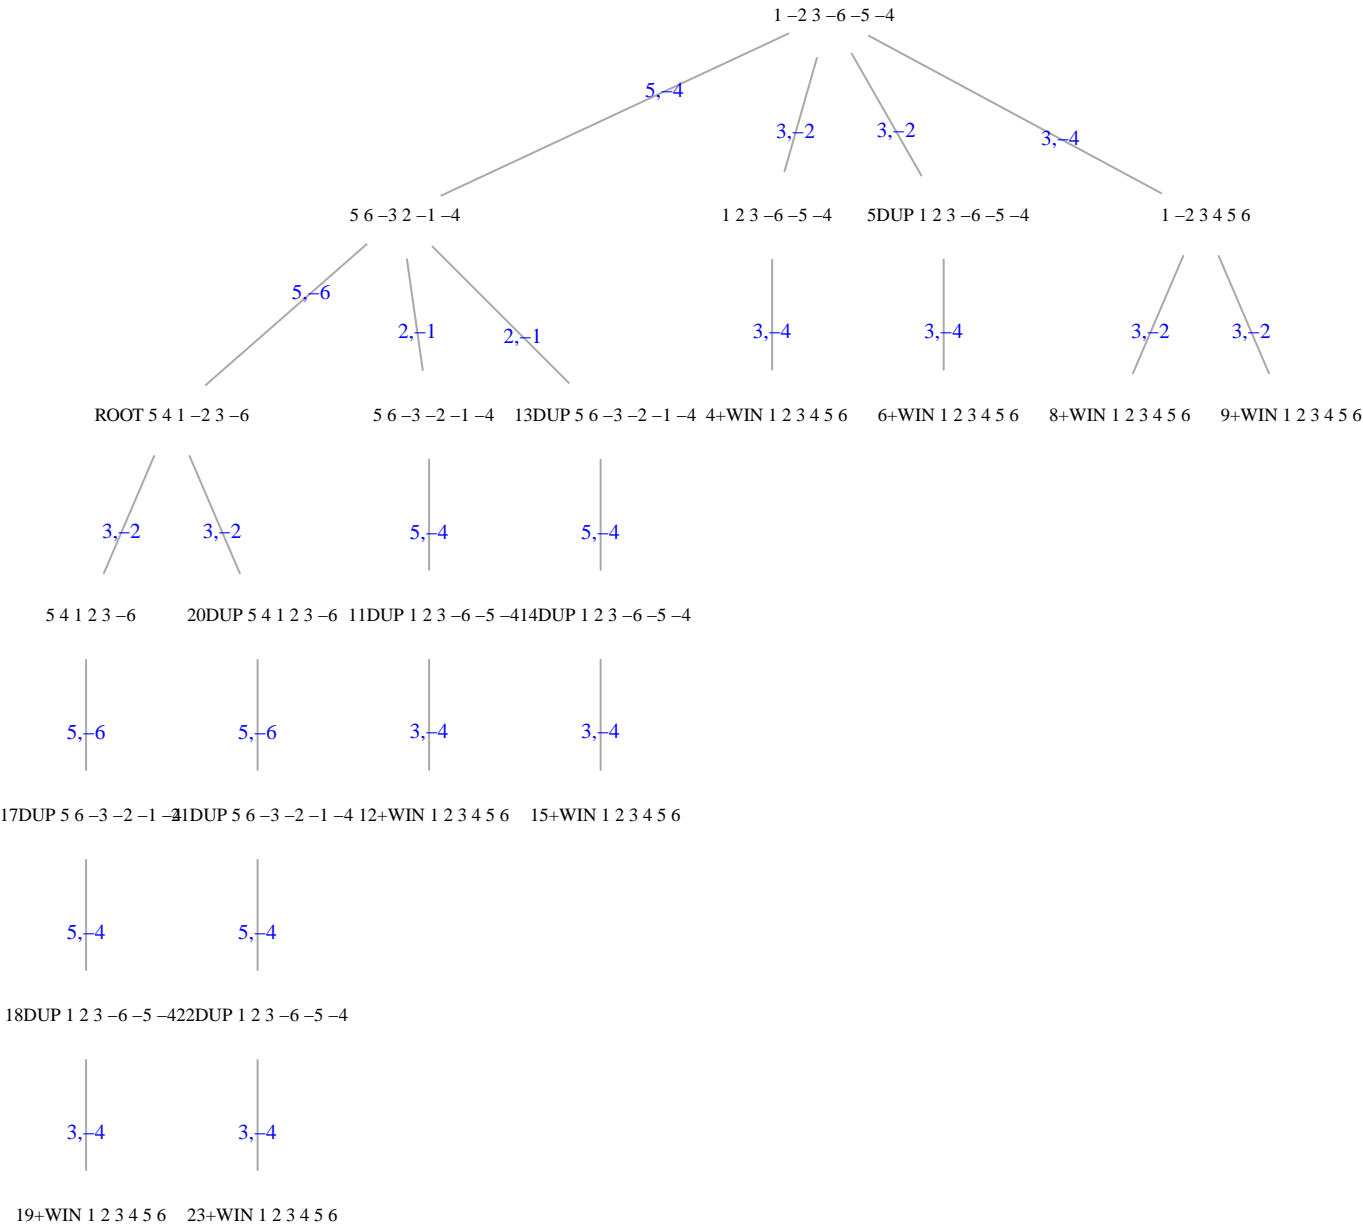 1 –2 3 –6 –5 –4
5,–4
3,–2
3,–2
3,–4
5 6 –3 2 –1 –4
1 2 3 –6 –5 –4
5DUP 1 2 3 –6 –5 –4
1 –2 3 4 5 6
5,–6
2,–1
2,–1
3,–4
3,–4
3,–2
3,–2
ROOT 5 4 1 –2 3 –6
5 6 –3 –2 –1 –4
13DUP 5 6 –3 –2 –1 –4
4+WIN 1 2 3 4 5 6
6+WIN 1 2 3 4 5 6
8+WIN 1 2 3 4 5 6
9+WIN 1 2 3 4 5 6
3,–2
3,–2
5,–4
5,–4
5 4 1 2 3 –6
20DUP 5 4 1 2 3 –6
11DUP 1 2 3 –6 –5 –4
14DUP 1 2 3 –6 –5 –4
5,–6
5,–6
3,–4
3,–4
17DUP 5 6 –3 –2 –1 –4
21DUP 5 6 –3 –2 –1 –4
12+WIN 1 2 3 4 5 6
15+WIN 1 2 3 4 5 6
5,–4
5,–4
18DUP 1 2 3 –6 –5 –4
22DUP 1 2 3 –6 –5 –4
3,–4
3,–4
19+WIN 1 2 3 4 5 6
23+WIN 1 2 3 4 5 6